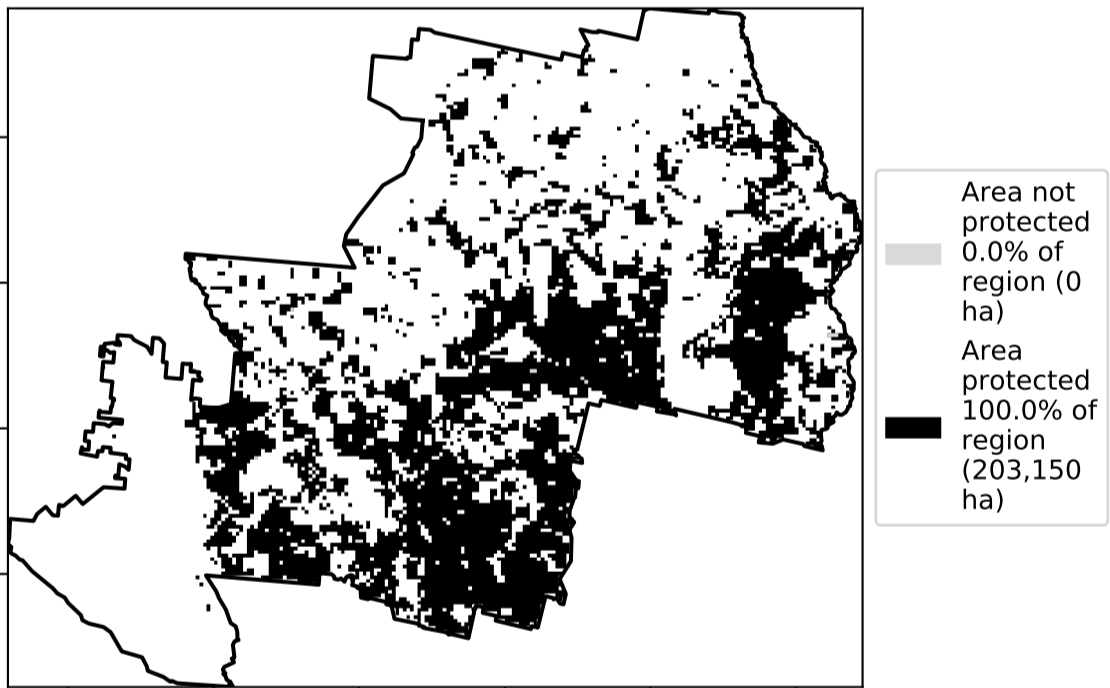 Area not
protected
0.0% of
region (0
ha)
Area
protected
100.0% of
region
(203,150
ha)